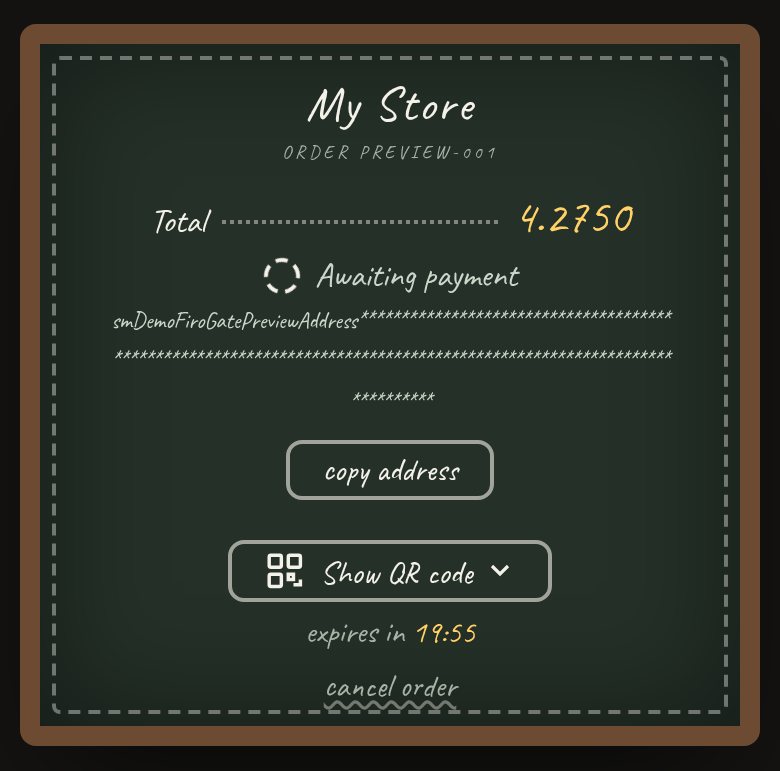 My Store
ORDER PREVIEW-001
Total 4.2750
Awaiting payment
smDemoFiroGatePreviewAddress**************************************
********************************************************************
**********
copy address
Show QR code
expires in 19:55
cancel order